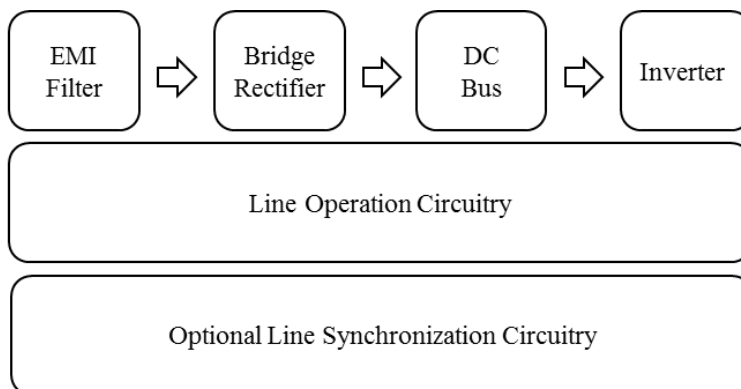 EMI
Filter
Bridge
Rectifier
DC
Bus
Inverter
Line Operation Circuitry
Optional Line Synchronization Circuitry